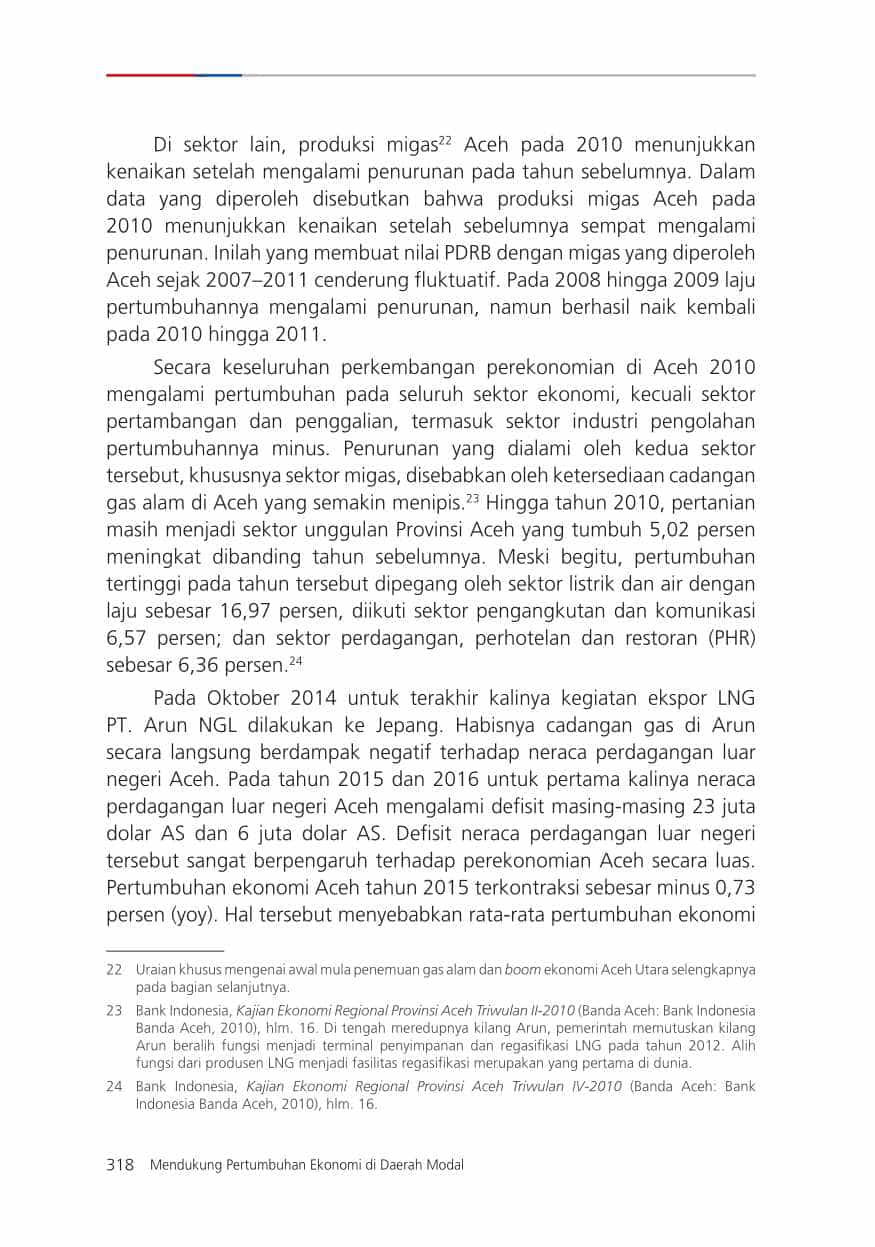 Di sektor lain, produksi migas²² Aceh pada 2010 menunjukkan
kenaikan setelah mengalami penurunan pada tahun sebelumnya. Dalam
data yang diperoleh disebutkan bahwa produksi migas Aceh pada
2010 menunjukkan kenaikan setelah sebelumnya sempat mengalami
penurunan. Inilah yang membuat nilai PDRB dengan migas yang diperoleh
Aceh sejak 2007–2011 cenderung fluktuatif. Pada 2008 hingga 2009 laju
pertumbuhannya mengalami penurunan, namun berhasil naik kembali
pada 2010 hingga 2011.
Secara keseluruhan perkembangan perekonomian di Aceh 2010
mengalami pertumbuhan pada seluruh sektor ekonomi, kecuali sektor
pertambangan dan penggalian, termasuk sektor industri pengolahan
pertumbuhannya minus. Penurunan yang dialami oleh kedua sektor
tersebut, khususnya sektor migas, disebabkan oleh ketersediaan cadangan
gas alam di Aceh yang semakin menipis.²³ Hingga tahun 2010, pertanian
masih menjadi sektor unggulan Provinsi Aceh yang tumbuh 5,02 persen
meningkat dibanding tahun sebelumnya. Meski begitu, pertumbuhan
tertinggi pada tahun tersebut dipegang oleh sektor listrik dan air dengan
laju sebesar 16,97 persen, diikuti sektor pengangkutan dan komunikasi
6,57 persen; dan sektor perdagangan, perhotelan dan restoran (PHR)
sebesar 6,36 persen.²⁴
Pada Oktober 2014 untuk terakhir kalinya kegiatan ekspor LNG
PT. Arun NGL dilakukan ke Jepang. Habisnya cadangan gas di Arun
secara langsung berdampak negatif terhadap neraca perdagangan luar
negeri Aceh. Pada tahun 2015 dan 2016 untuk pertama kalinya neraca
perdagangan luar negeri Aceh mengalami defisit masing-masing 23 juta
dolar AS dan 6 juta dolar AS. Defisit neraca perdagangan luar negeri
tersebut sangat berpengaruh terhadap perekonomian Aceh secara luas.
Pertumbuhan ekonomi Aceh tahun 2015 terkontraksi sebesar minus 0,73
persen (yoy). Hal tersebut menyebabkan rata-rata pertumbuhan ekonomi
22 Uraian khusus mengenai awal mula penemuan gas alam dan boom ekonomi Aceh Utara selengkapnya
pada bagian selanjutnya.
23 Bank Indonesia, Kajian Ekonomi Regional Provinsi Aceh Triwulan II-2010 (Banda Aceh: Bank Indonesia
Banda Aceh, 2010), hlm. 16. Di tengah meredupnya kilang Arun, pemerintah memutuskan kilang
Arun beralih fungsi menjadi terminal penyimpanan dan regasifikasi LNG pada tahun 2012. Alih
fungsi dari produsen LNG menjadi fasilitas regasifikasi merupakan yang pertama di dunia.
24 Bank Indonesia, Kajian Ekonomi Regional Provinsi Aceh Triwulan IV-2010 (Banda Aceh: Bank
Indonesia Banda Aceh, 2010), hlm. 16.
318 Mendukung Pertumbuhan Ekonomi di Daerah Modal